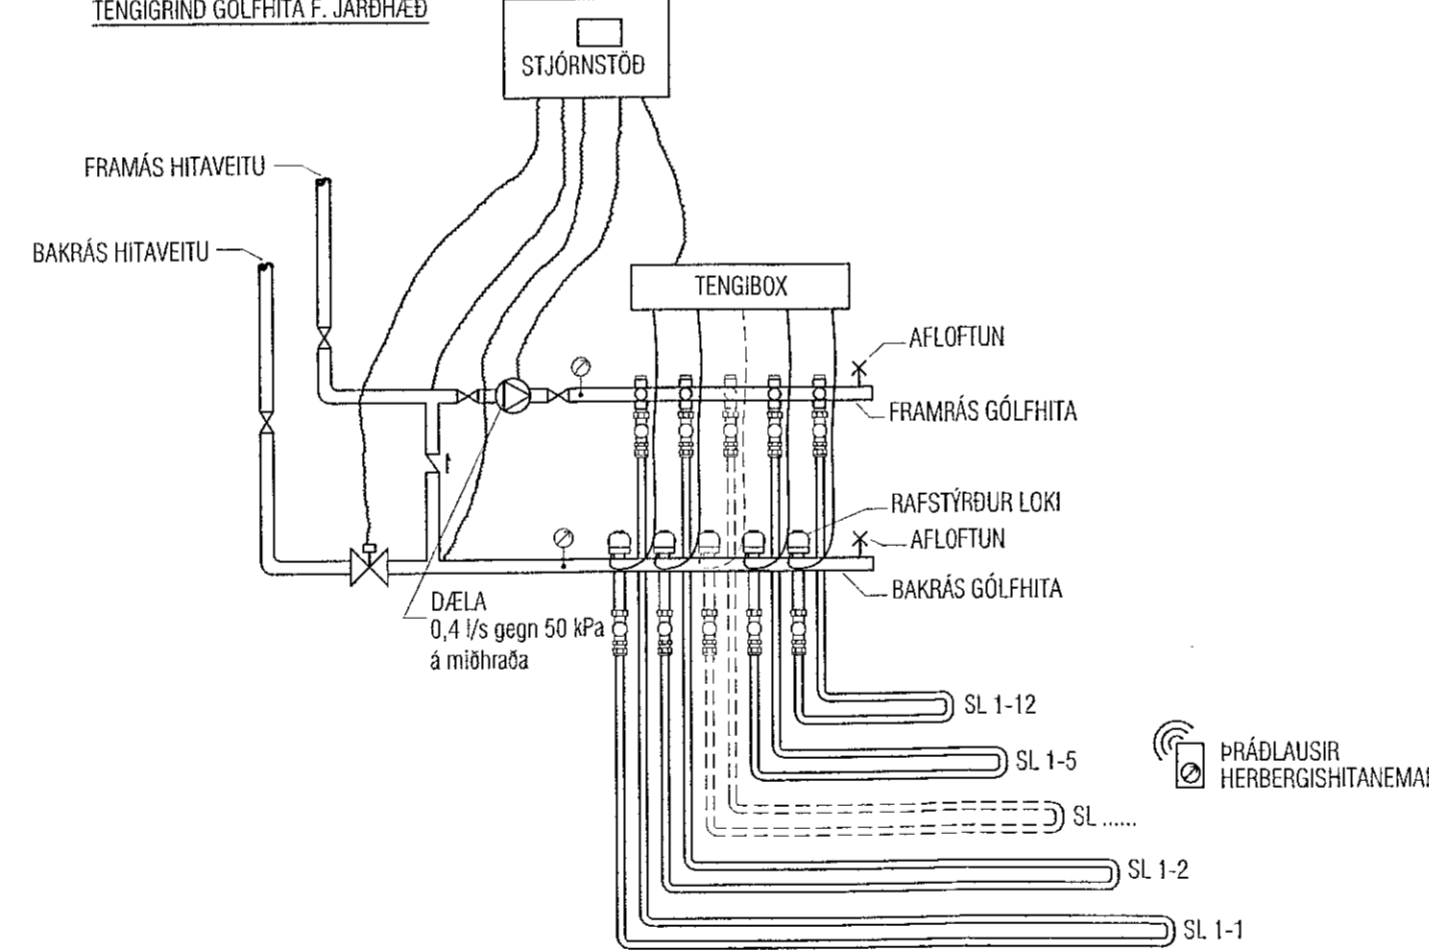 TENGIGRIND GÓLFHITA F. JARÐHÆÐ
STJÓRNSTÖÐ
FRAMÁS HITAVEITU
BAKRÁS HITAVEITU
TENGIBOX
AFLOFTUN
FRAMRÁS GÓLFHITA
RAFSTÝRÐUR LOKI
AFLOFTUN
BAKRÁS GÓLFHITA
DÆLA
0,4 l/s gegn 50 kPa
á miðhraða
SL 1-12
SL 1-5
SL ......
SL 1-2
SL 1-1
ÞRÁÐLAUSIR